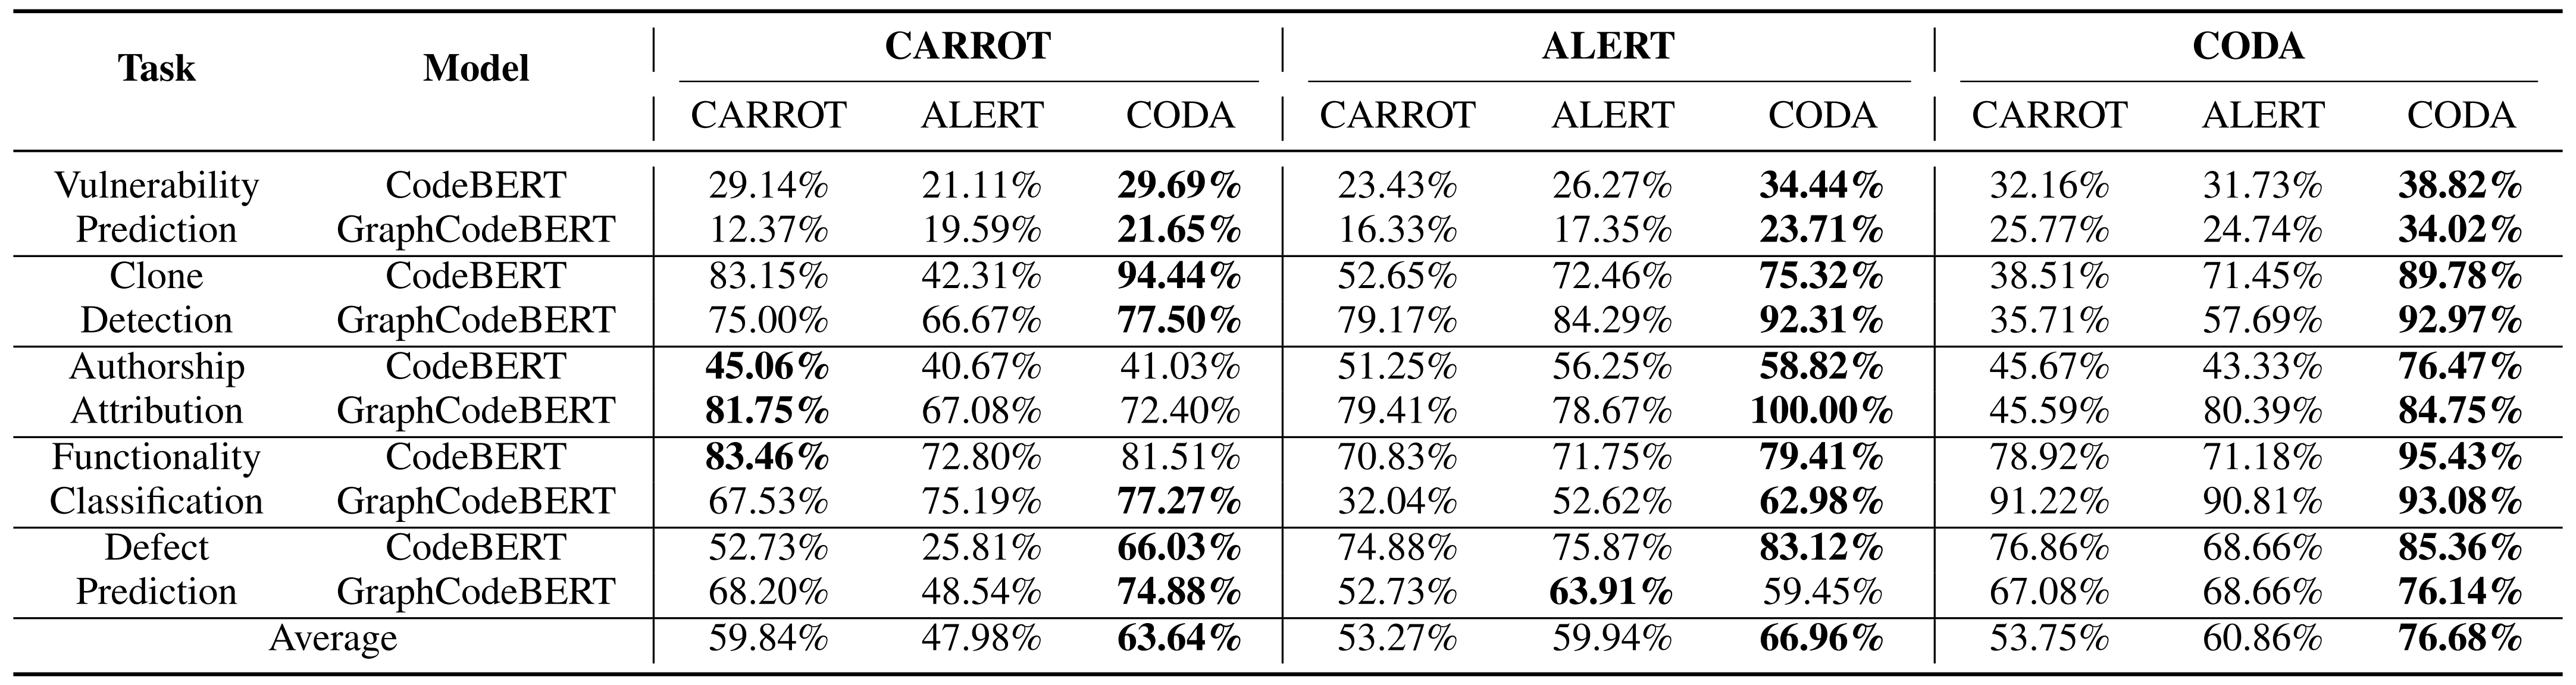 Task Model CARROT ALERT CODA
CARROT ALERT CODA CARROT ALERT CODA CARROT ALERT CODA
Vulnerability CodeBERT 29.14% 21.11% 29.69% 23.43% 26.27% 34.44% 32.16% 31.73% 38.82%
Prediction GraphCodeBERT 12.37% 19.59% 21.65% 16.33% 17.35% 23.71% 25.77% 24.74% 34.02%
Clone CodeBERT 83.15% 42.31% 94.44% 52.65% 72.46% 75.32% 38.51% 71.45% 89.78%
Detection GraphCodeBERT 75.00% 66.67% 77.50% 79.17% 84.29% 92.31% 35.71% 57.69% 92.97%
Authorship CodeBERT 45.06% 40.67% 41.03% 51.25% 56.25% 58.82% 45.67% 43.33% 76.47%
Attribution GraphCodeBERT 81.75% 67.08% 72.40% 79.41% 78.67% 100.00% 45.59% 80.39% 84.75%
Functionality CodeBERT 83.46% 72.80% 81.51% 70.83% 71.75% 79.41% 78.92% 71.18% 95.43%
Classification GraphCodeBERT 67.53% 75.19% 77.27% 32.04% 52.62% 62.98% 91.22% 90.81% 93.08%
Defect CodeBERT 52.73% 25.81% 66.03% 74.88% 75.87% 83.12% 76.86% 68.66% 85.36%
Prediction GraphCodeBERT 68.20% 48.54% 74.88% 52.73% 63.91% 59.45% 67.08% 68.66% 76.14%
Average 59.84% 47.98% 63.64% 53.27% 59.94% 66.96% 53.75% 60.86% 76.68%